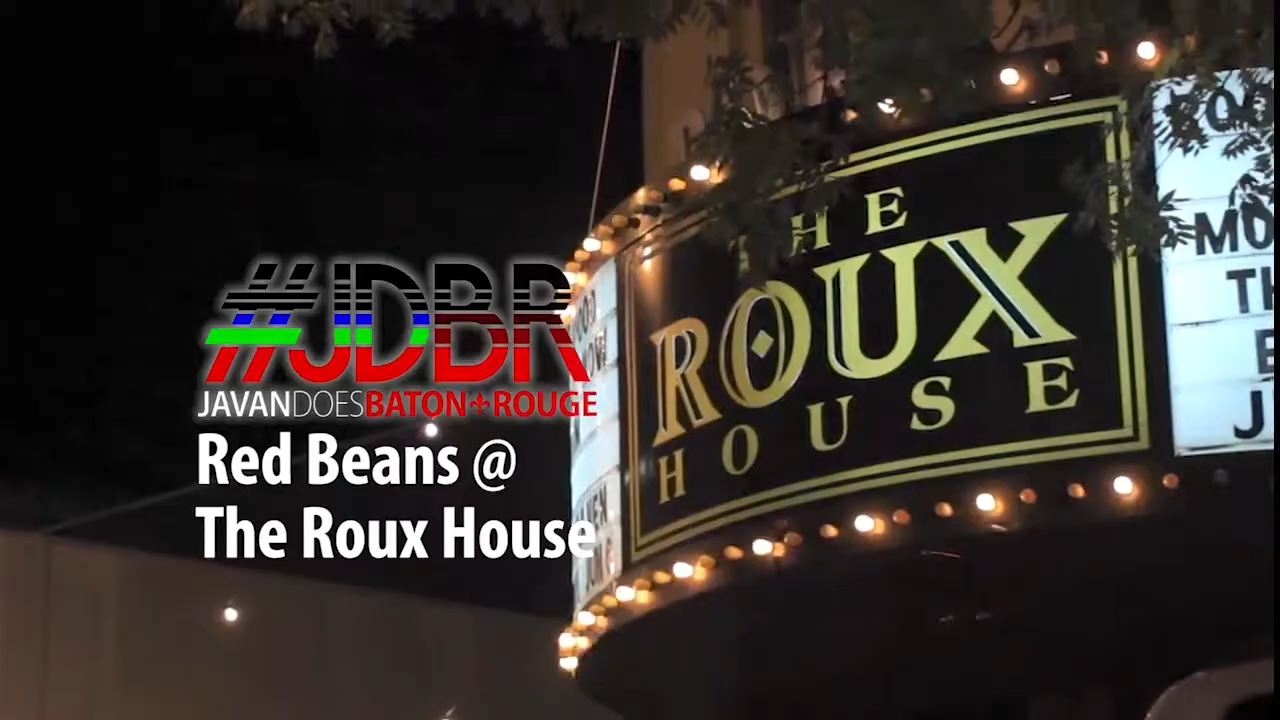 #JDBR
JAVANDOESBATON⚜ROUGE
Red Beans @
The Roux House
THE
ROUX
HOUSE